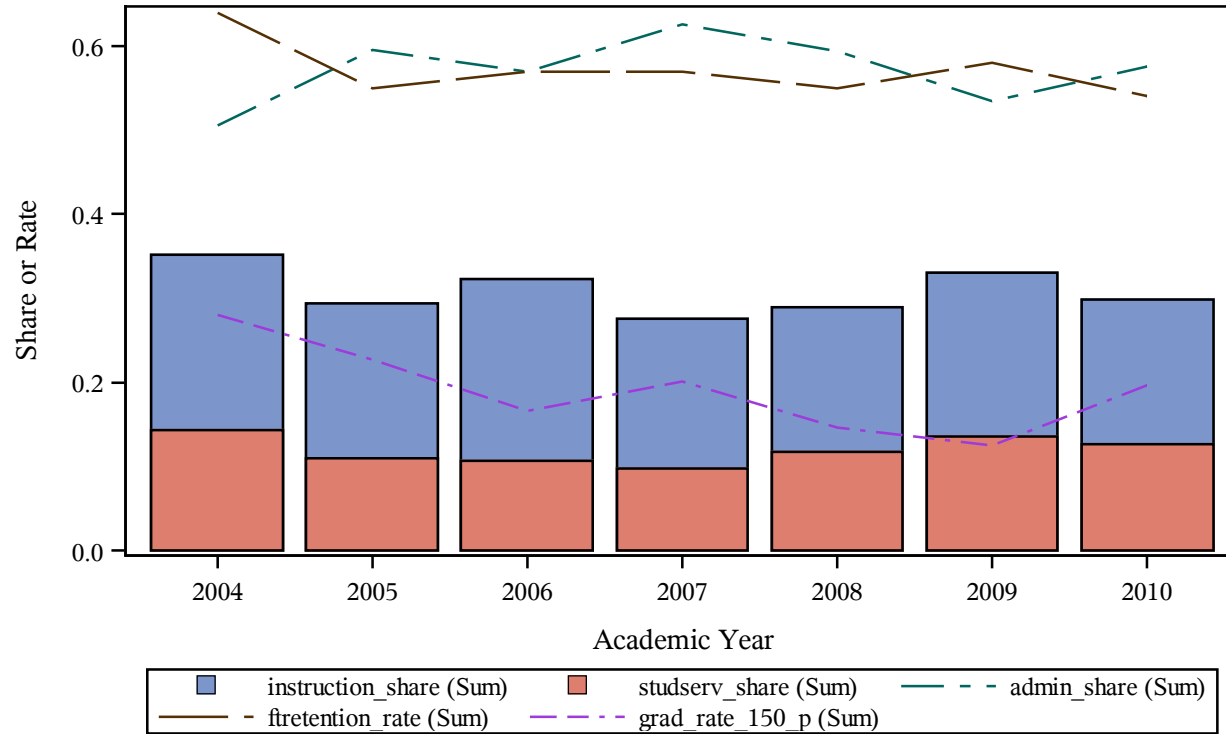 0.6
0.4
0.2
0.0
Share or Rate
2004 2005 2006 2007 2008 2009 2010
Academic Year
instruction_share (Sum) studserv_share (Sum) admin_share (Sum)
ftretention_rate (Sum) grad_rate_150_p (Sum)